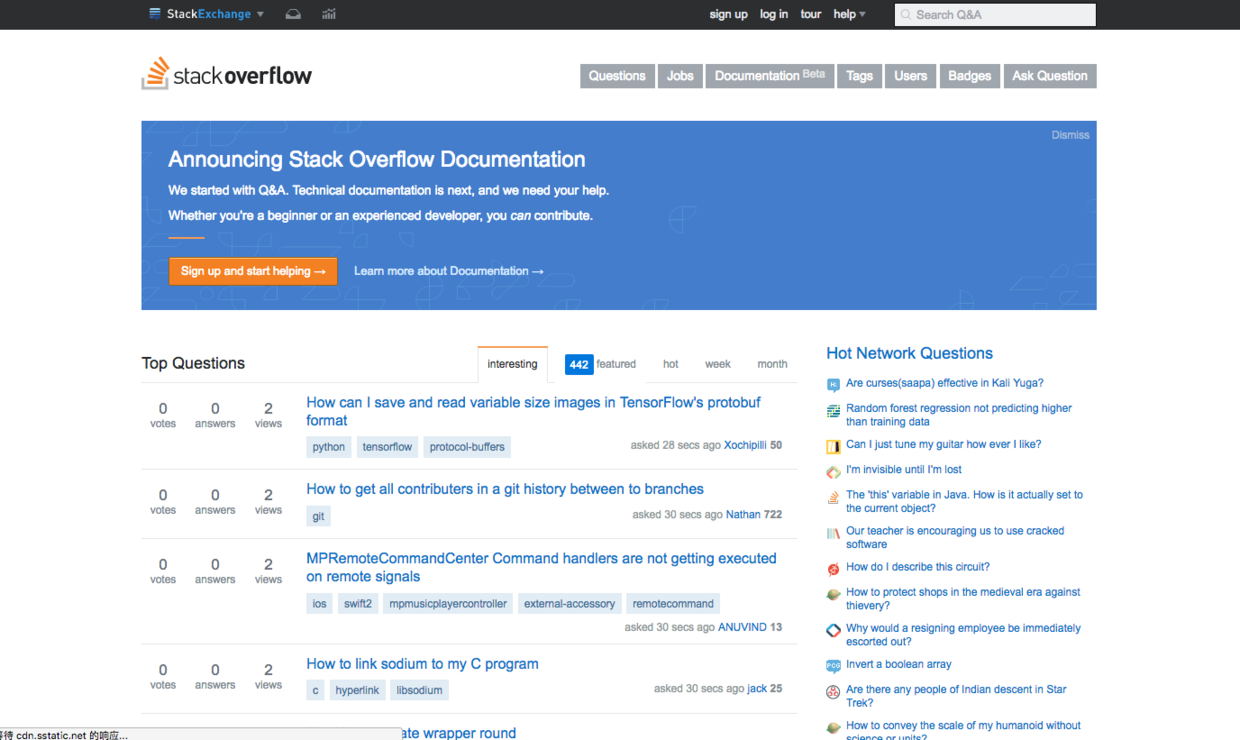 StackExchange
sign up log in tour help
Search Q&A
stackoverflow
Questions Jobs Documentation Beta Tags Users Badges Ask Question
Dismiss
Announcing Stack Overflow Documentation
We started with Q&A. Technical documentation is next, and we need your help.
Whether you're a beginner or an experienced developer, you can contribute.
Sign up and start helping → Learn more about Documentation →
Top Questions
interesting 442 featured hot week month
0 votes 0 answers 2 views
How can I save and read variable size images in TensorFlow's protobuf
format
python tensorflow protocol-buffers
asked 28 secs ago Xochipilli 50
0 votes 0 answers 2 views
How to get all contributers in a git history between to branches
git
asked 30 secs ago Nathan 722
0 votes 0 answers 2 views
MPRemoteCommandCenter Command handlers are not getting executed
on remote signals
ios swift2 mpmusicplayercontroller external-accessory remotecommand
asked 30 secs ago ANUVIND 13
0 votes 0 answers 2 views
How to link sodium to my C program
c hyperlink libsodium
asked 30 secs ago jack 25
ate wrapper round
Hot Network Questions
Are curses(saapa) effective in Kali Yuga?
Random forest regression not predicting higher
than training data
Can I just tune my guitar how ever I like?
I'm invisible until I'm lost
The 'this' variable in Java. How is it actually set to
the current object?
Our teacher is encouraging us to use cracked
software
How do I describe this circuit?
How to protect shops in the medieval era against
thievery?
Why would a resigning employee be immediately
escorted out?
Invert a boolean array
Are there any people of Indian descent in Star
Trek?
How to convey the scale of my humanoid without
science or units?
等待 cdn.sstatic.net 的响应...